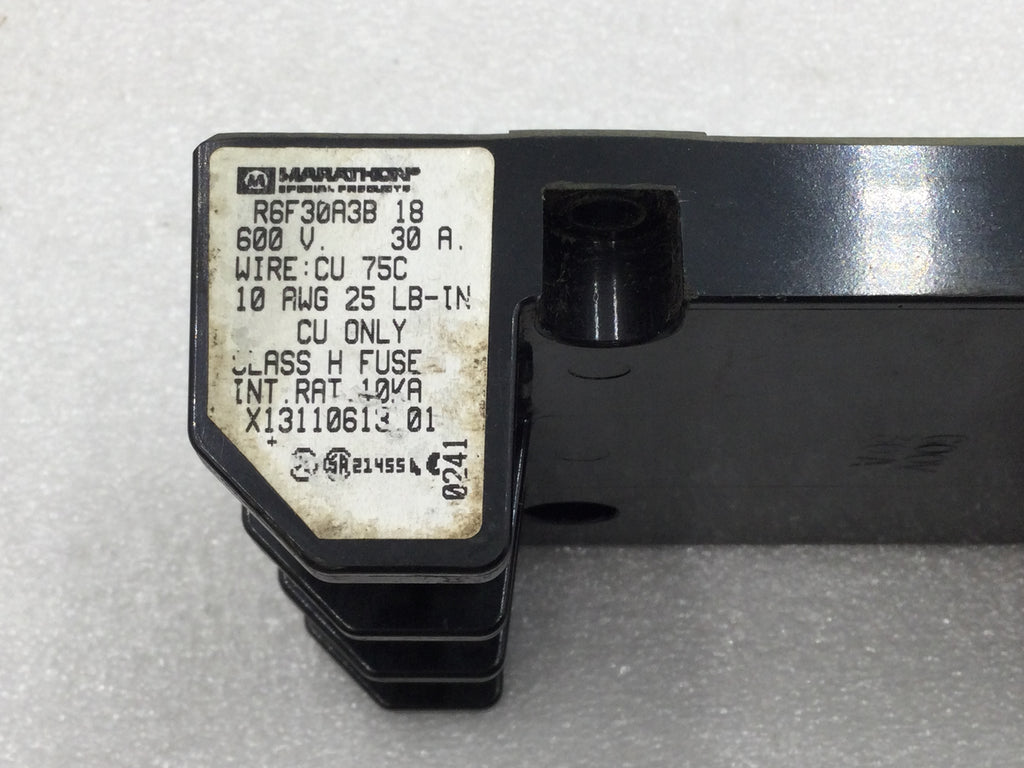 MARATHON®
SPECIAL PRODUCTS
R6F30A3B 18
600 V. 30 A.
WIRE:CU 75C
10 AWG 25 LB-IN
CU ONLY
CLASS H FUSE
INT.RAT.10KA
X13110613 01
214554
0241